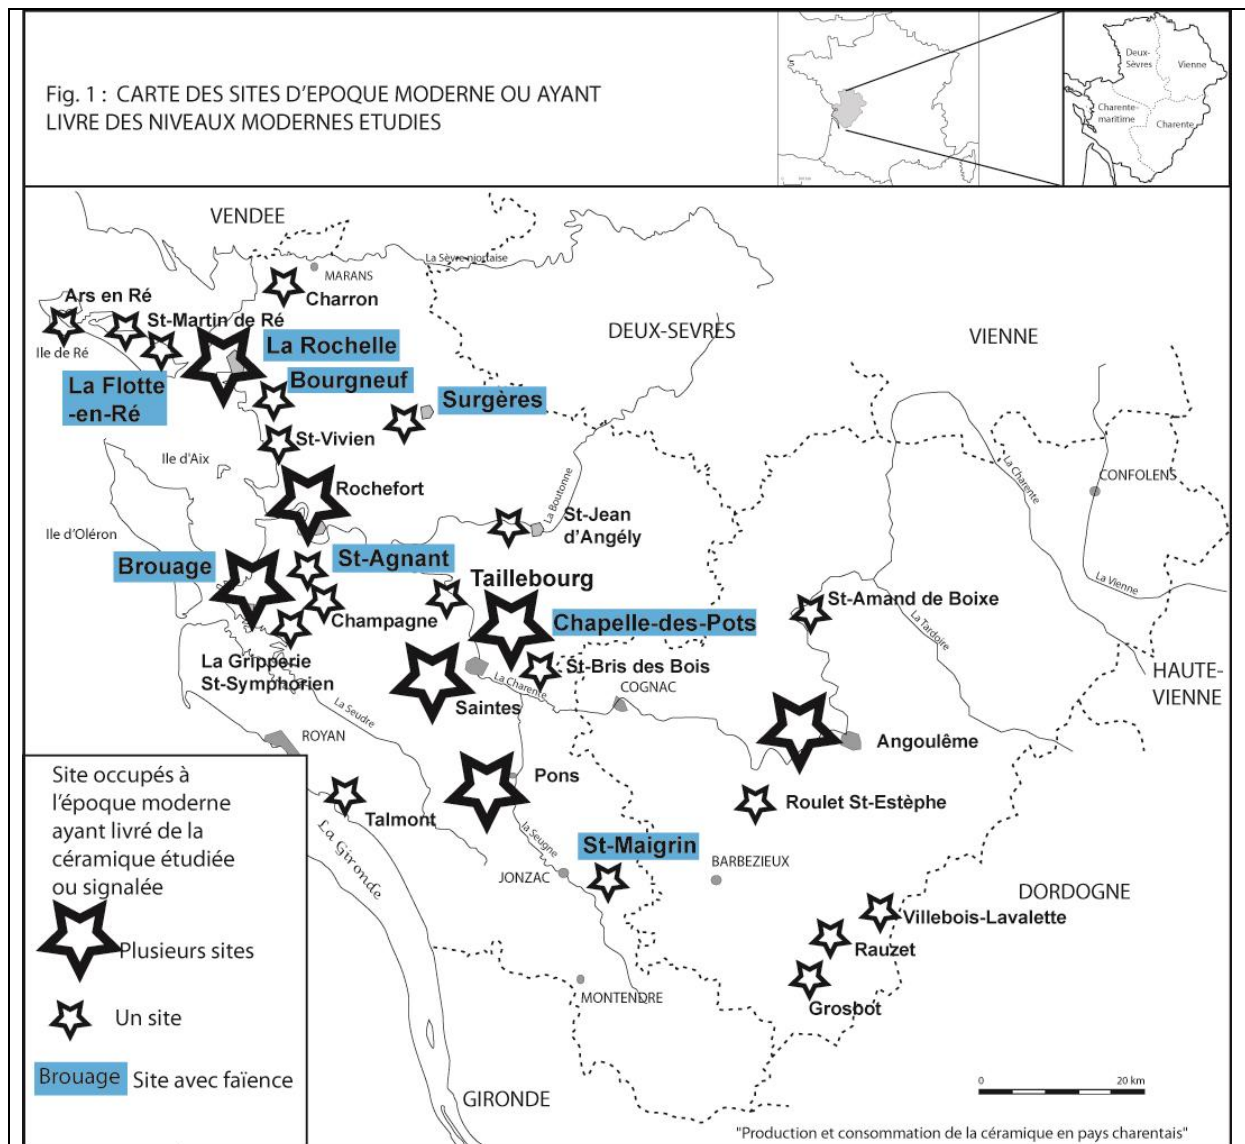 Fig. 1 : CARTE DES SITES D'EPOQUE MODERNE OU AYANT
LIVRE DES NIVEAUX MODERNES ETUDIES
Deux-
Sèvres
Vienne
Charente-
maritime
Charente
VENDEE
La Sèvre niortaise
MARANS
Charron
Ars en Ré
St-Martin de Ré
Ile de Ré
La Rochelle
La Flotte
-en-Ré
Bourgneuf
Surgères
DEUX-SEVRES
VIENNE
St-Vivien
Ile d'Aix
Rochefort
La Charente
CONFOLENS
Ile d'Oléron
La Boutonne
St-Jean
d'Angély
Brouage
St-Agnant
Taillebourg
La Vienne
St-Amand de Boixe
Champagne
Chapelle-des-Pots
La Tardoire
La Gripperie
St-Symphorien
St-Bris des Bois
HAUTE-
VIENNE
La Charente
COGNAC
La Seudre
Saintes
ROYAN
Angoulême
Pons
Talmont
Roulet St-Estèphe
La Gironde
la Seugne
St-Maigrin
JONZAC
BARBEZIEUX
DORDOGNE
Villebois-Lavalette
Rauzet
MONTENDRE
Grosbot
GIRONDE
Site occupés à
l'époque moderne
ayant livré de la
céramique étudiée
ou signalée
Plusieurs sites
Un site
Brouage Site avec faïence
0 20 km
"Production et consommation de la céramique en pays charentais"